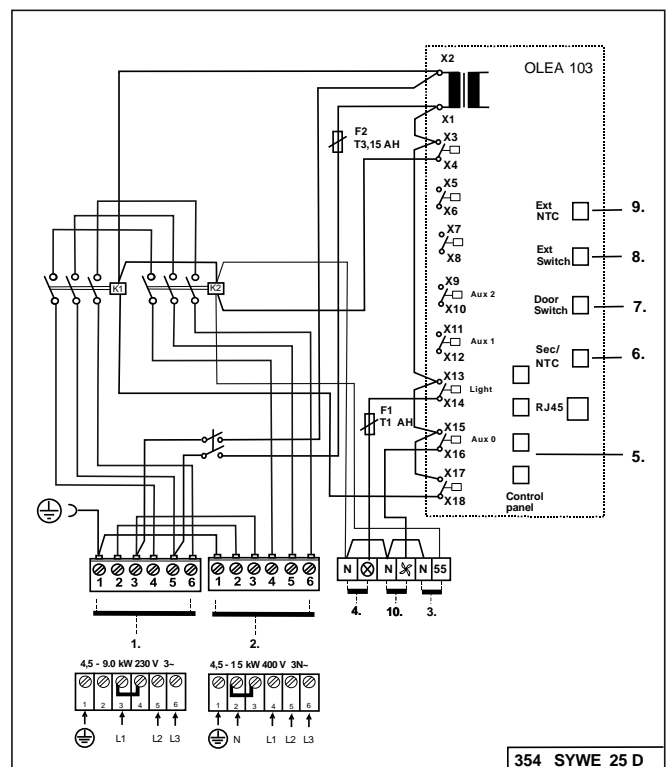 X2
OLEA 103
X1
F2
T3,15 AH
X3
X4
X5
X6
Ext
NTC
9.
X7
X8
Ext
Switch
8.
K1
K2
X9
Aux 2
X10
Door
Switch
7.
X11
Aux 1
X12
Sec/
NTC
6.
X13
Light
X14
F1
T1 AH
RJ45
X15
Aux 0
X16
5.
X17
X18
Control
panel
1 2 3 4 5 6
1 2 3 4 5 6
N N N 55
4. 10. 3.
1. 2.
4,5 - 9.0 kW 230 V 3~
1 2 3 4 5 6
L1 L2 L3
4,5 - 15 kW 400 V 3N~
1 2 3 4 5 6
N L1 L2 L3
354 SYWE 25 D